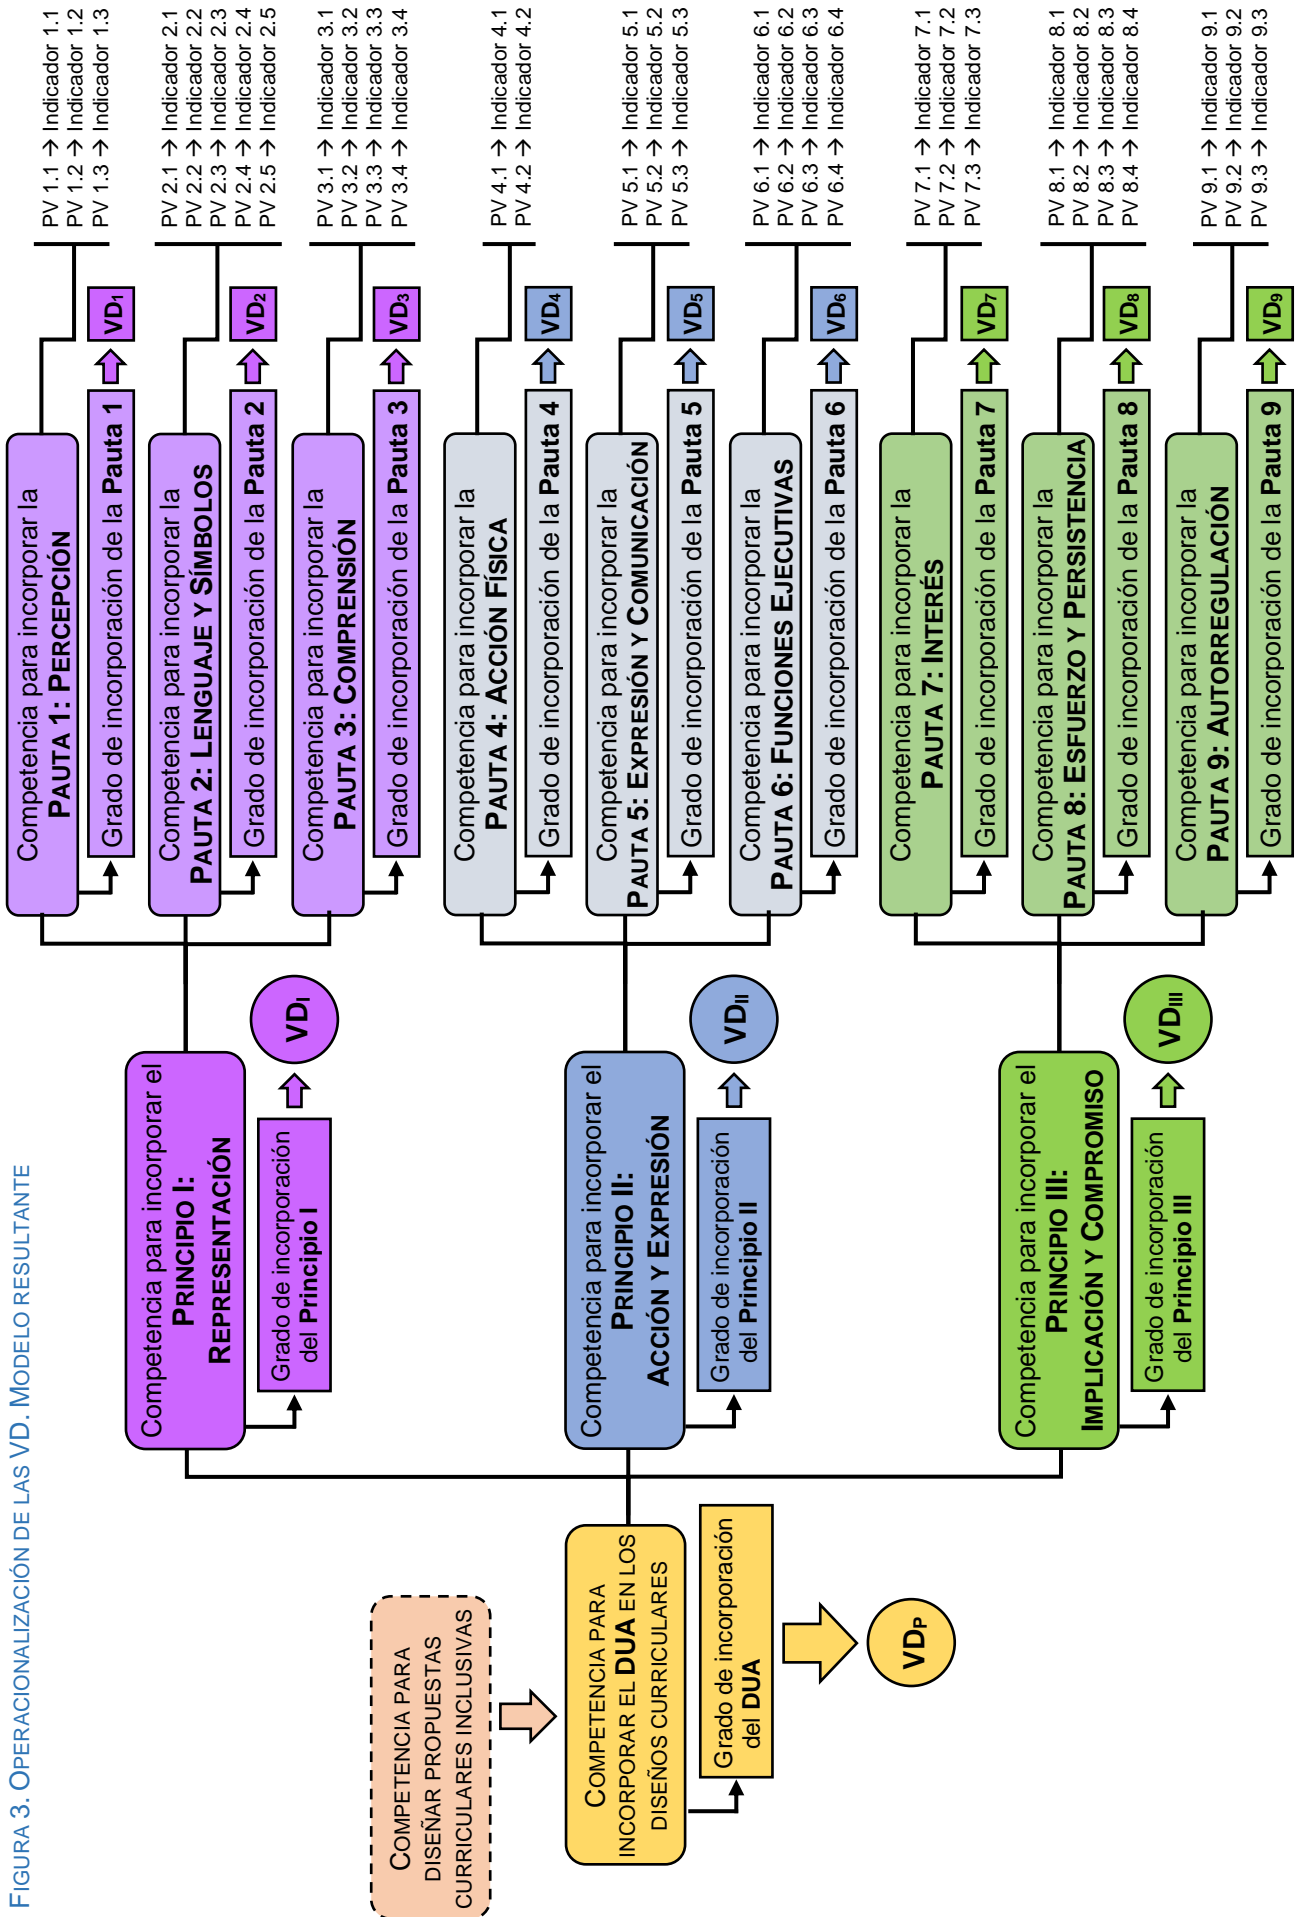 FIGURA 3. OPERACIONALIZACIÓN DE LAS VD. MODELO RESULTANTE
COMPETENCIA PARA
DISEÑAR PROPUESTAS
CURRICULARES INCLUSIVAS
COMPETENCIA PARA
INCORPORAR EL DUA EN LOS
DISEÑOS CURRICULARES
Grado de incorporación
del DUA
VDP
Competencia para incorporar el
PRINCIPIO I:
REPRESENTACIÓN
Grado de incorporación
del Principio I
VDI
Competencia para incorporar el
PRINCIPIO II:
ACCIÓN Y EXPRESIÓN
Grado de incorporación
del Principio II
VDII
Competencia para incorporar el
PRINCIPIO III:
IMPLICACIÓN Y COMPROMISO
Grado de incorporación
del Principio III
VDIII
Competencia para incorporar la
PAUTA 1: PERCEPCIÓN
Grado de incorporación de la Pauta 1
VD1
PV 1.1 → Indicador 1.1
PV 1.2 → Indicador 1.2
PV 1.3 → Indicador 1.3
Competencia para incorporar la
PAUTA 2: LENGUAJE Y SÍMBOLOS
Grado de incorporación de la Pauta 2
VD2
PV 2.1 → Indicador 2.1
PV 2.2 → Indicador 2.2
PV 2.3 → Indicador 2.3
PV 2.4 → Indicador 2.4
PV 2.5 → Indicador 2.5
Competencia para incorporar la
PAUTA 3: COMPRENSIÓN
Grado de incorporación de la Pauta 3
VD3
PV 3.1 → Indicador 3.1
PV 3.2 → Indicador 3.2
PV 3.3 → Indicador 3.3
PV 3.4 → Indicador 3.4
Competencia para incorporar la
PAUTA 4: ACCIÓN FÍSICA
Grado de incorporación de la Pauta 4
VD4
PV 4.1 → Indicador 4.1
PV 4.2 → Indicador 4.2
Competencia para incorporar la
PAUTA 5: EXPRESIÓN Y COMUNICACIÓN
Grado de incorporación de la Pauta 5
VD5
PV 5.1 → Indicador 5.1
PV 5.2 → Indicador 5.2
PV 5.3 → Indicador 5.3
Competencia para incorporar la
PAUTA 6: FUNCIONES EJECUTIVAS
Grado de incorporación de la Pauta 6
VD6
PV 6.1 → Indicador 6.1
PV 6.2 → Indicador 6.2
PV 6.3 → Indicador 6.3
PV 6.4 → Indicador 6.4
Competencia para incorporar la
PAUTA 7: INTERÉS
Grado de incorporación de la Pauta 7
VD7
PV 7.1 → Indicador 7.1
PV 7.2 → Indicador 7.2
PV 7.3 → Indicador 7.3
Competencia para incorporar la
PAUTA 8: ESFUERZO Y PERSISTENCIA
Grado de incorporación de la Pauta 8
VD8
PV 8.1 → Indicador 8.1
PV 8.2 → Indicador 8.2
PV 8.3 → Indicador 8.3
PV 8.4 → Indicador 8.4
Competencia para incorporar la
PAUTA 9: AUTORREGULACIÓN
Grado de incorporación de la Pauta 9
VD9
PV 9.1 → Indicador 9.1
PV 9.2 → Indicador 9.2
PV 9.3 → Indicador 9.3